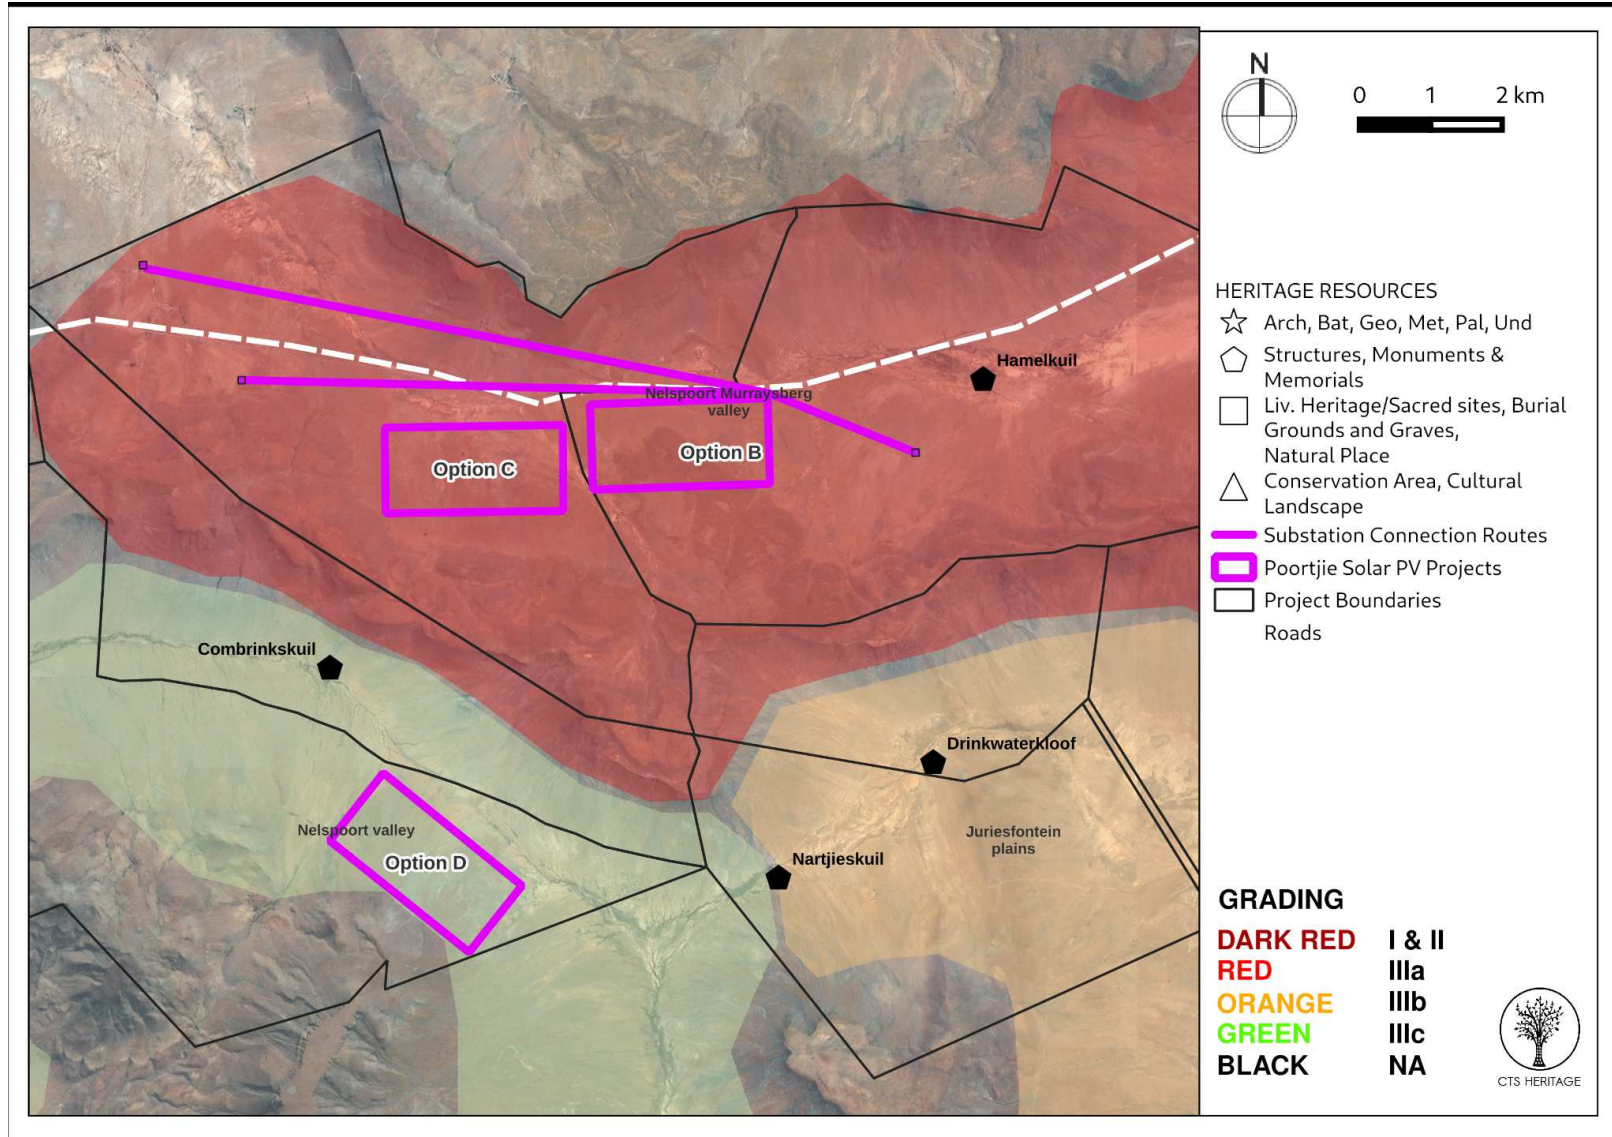 Hamelkuil
Nelspoort Murraysberg
valley
Option B
Option C
Combrinkskuil
Drinkwaterkloof
Juriesfontein
plains
Nelspoort valley
Option D
Nartjieskuil
N
0 1 2 km
HERITAGE RESOURCES
Arch, Bat, Geo, Met, Pal, Und
Structures, Monuments &
Memorials
Liv. Heritage/Sacred sites, Burial
Grounds and Graves,
Natural Place
Conservation Area, Cultural
Landscape
Substation Connection Routes
Poortjie Solar PV Projects
Project Boundaries
Roads
GRADING
DARK RED I & II
RED IIIa
ORANGE IIIb
GREEN IIIc
BLACK NA
CTS HERITAGE